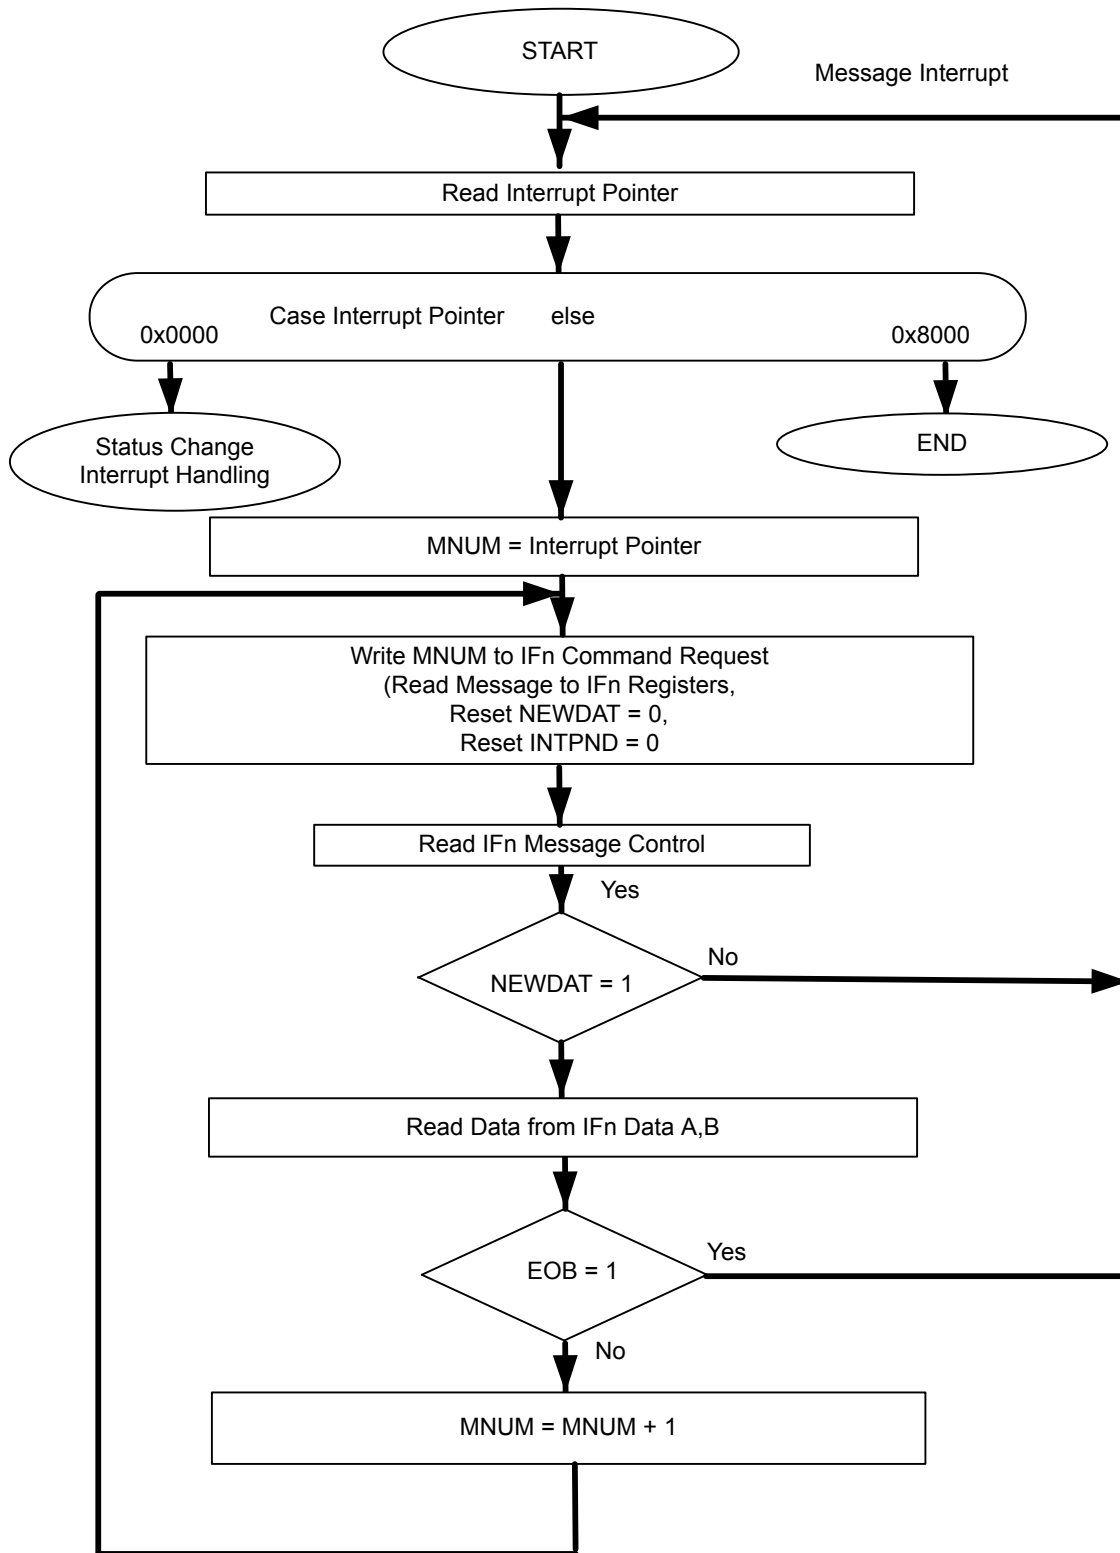 START
Message Interrupt
Read Interrupt Pointer
Case Interrupt Pointer else
0x0000
0x8000
Status Change
Interrupt Handling
END
MNUM = Interrupt Pointer
Write MNUM to IFn Command Request
(Read Message to IFn Registers,
Reset NEWDAT = 0,
Reset INTPND = 0
Read IFn Message Control
Yes
No
NEWDAT = 1
Read Data from IFn Data A,B
Yes
EOB = 1
No
MNUM = MNUM + 1